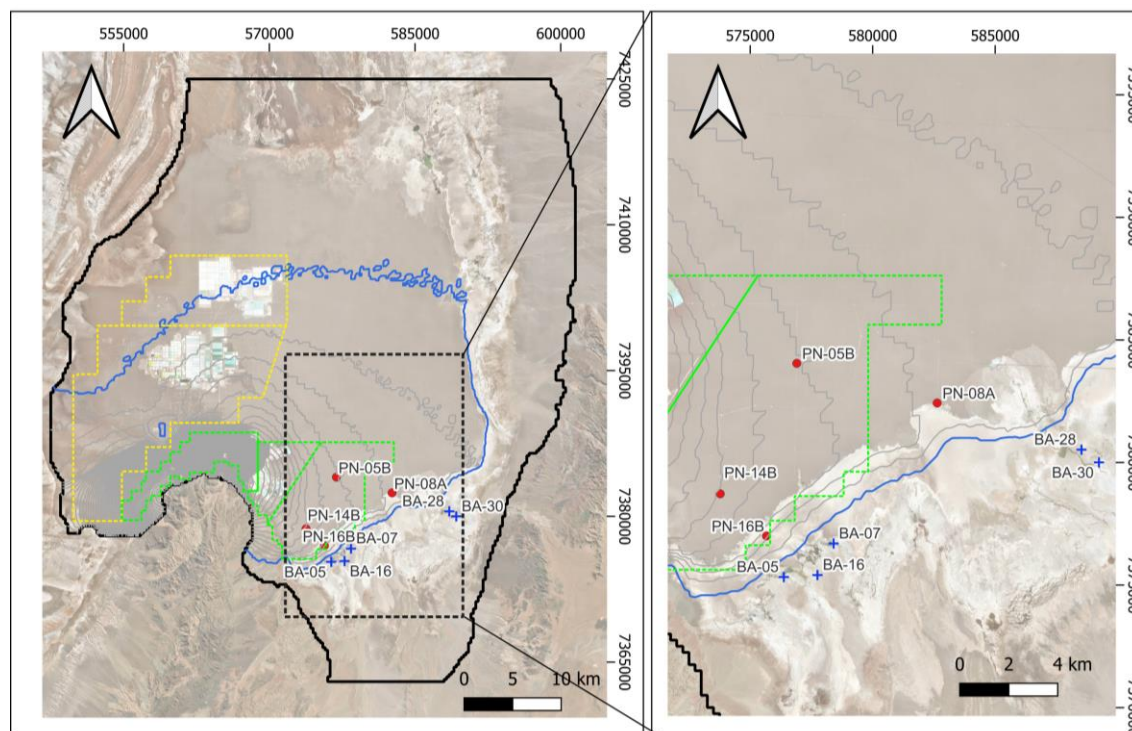 555000 570000 585000 600000
7425000
7410000
7395000
7380000
7365000
PN-05B
PN-08A
BA-28
BA-30
PN-14B
PN-16B
BA-07
BA-05
BA-16
0 5 10 km
575000 580000 585000
PN-05B
PN-08A
BA-28
BA-30
PN-14B
PN-16B
BA-07
BA-05
BA-16
0 2 4 km